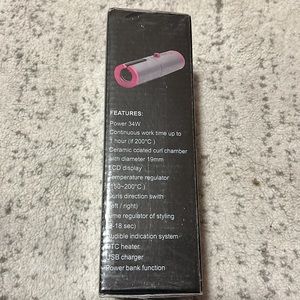 FEATURES:
Power 34W
Continuous work time up to
1 hour (if 200°C )
Ceramic coated curl chamber
with diameter 19mm
LCD display
Temperature regulator
(150~200°C )
Curls direction swith
(left / right)
Time regulator of styling
(8-18 sec)
Audible indication system
PTC heater
USB charger
Power bank function